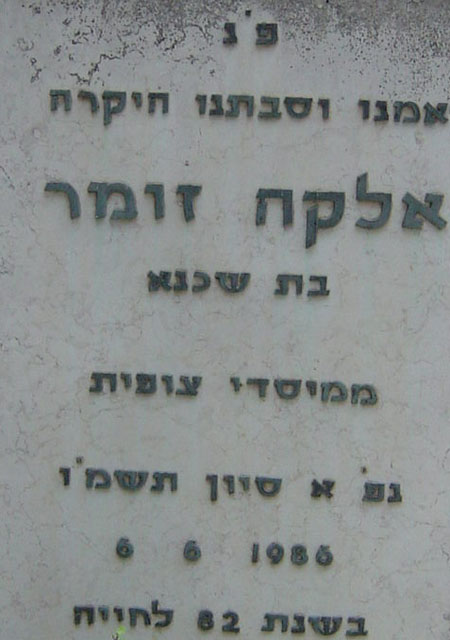 פ'נ
אמנו וסבתנו היקרה
אלקה זומר
בת שכנא
ממיסדי צופית
נפ' א' סיון תשמ"ו
6 6 1986
בשנת 82 לחייה